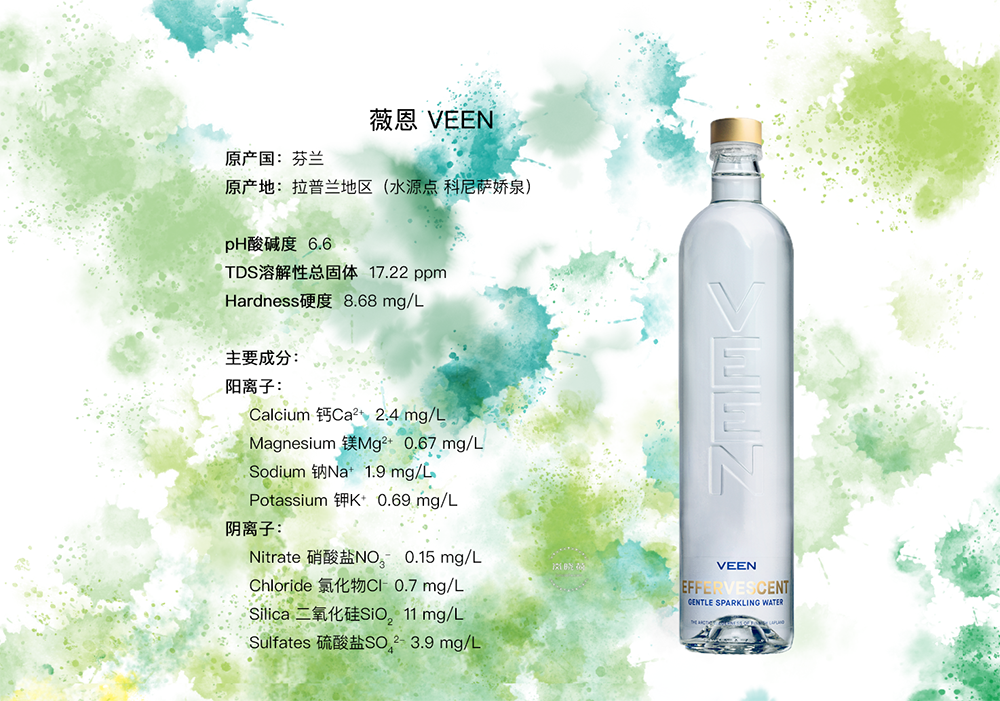 薇恩 VEEN
原产国：芬兰
原产地：拉普兰地区（水源点 科尼萨娇泉）
pH酸碱度 6.6
TDS溶解性总固体 17.22 ppm
Hardness硬度 8.68 mg/L
主要成分：
阳离子：
Calcium 钙Ca²⁺ 2.4 mg/L
Magnesium 镁Mg²⁺ 0.67 mg/L
Sodium 钠Na⁺ 1.9 mg/L
Potassium 钾K⁺ 0.69 mg/L
阴离子：
Nitrate 硝酸盐NO₃⁻ 0.15 mg/L
Chloride 氯化物Cl⁻ 0.7 mg/L
Silica 二氧化硅SiO₂ 11 mg/L
Sulfates 硫酸盐SO₄²⁻ 3.9 mg/L
VEEN
VEEN
EFFERVESCENT
GENTLE SPARKLING WATER